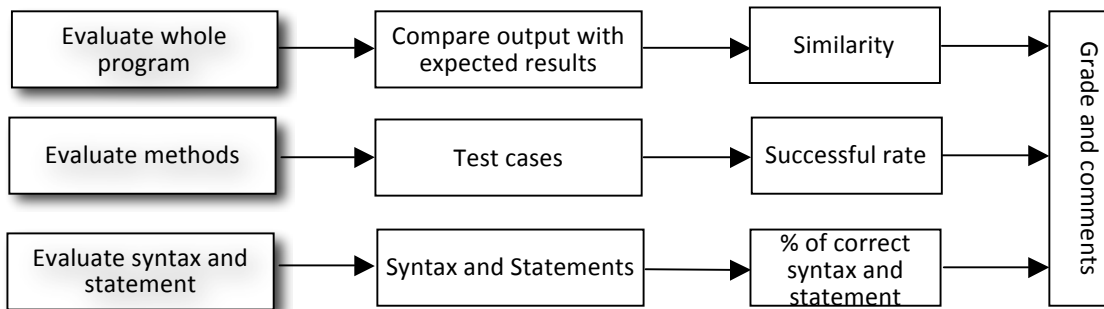 Evaluate whole
program
Compare output with
expected results
Similarity
Evaluate methods
Test cases
Successful rate
Evaluate syntax and
statement
Syntax and Statements
% of correct
syntax and
statement
Grade and comments